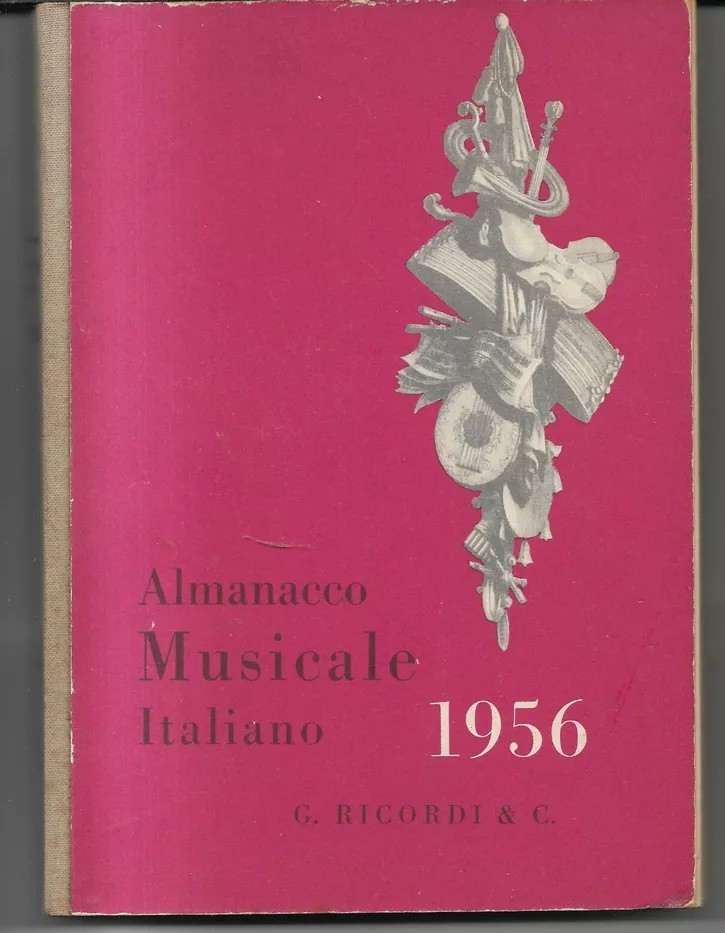 Almanacco
Musicale
Italiano 1956
G. RICORDI & C.